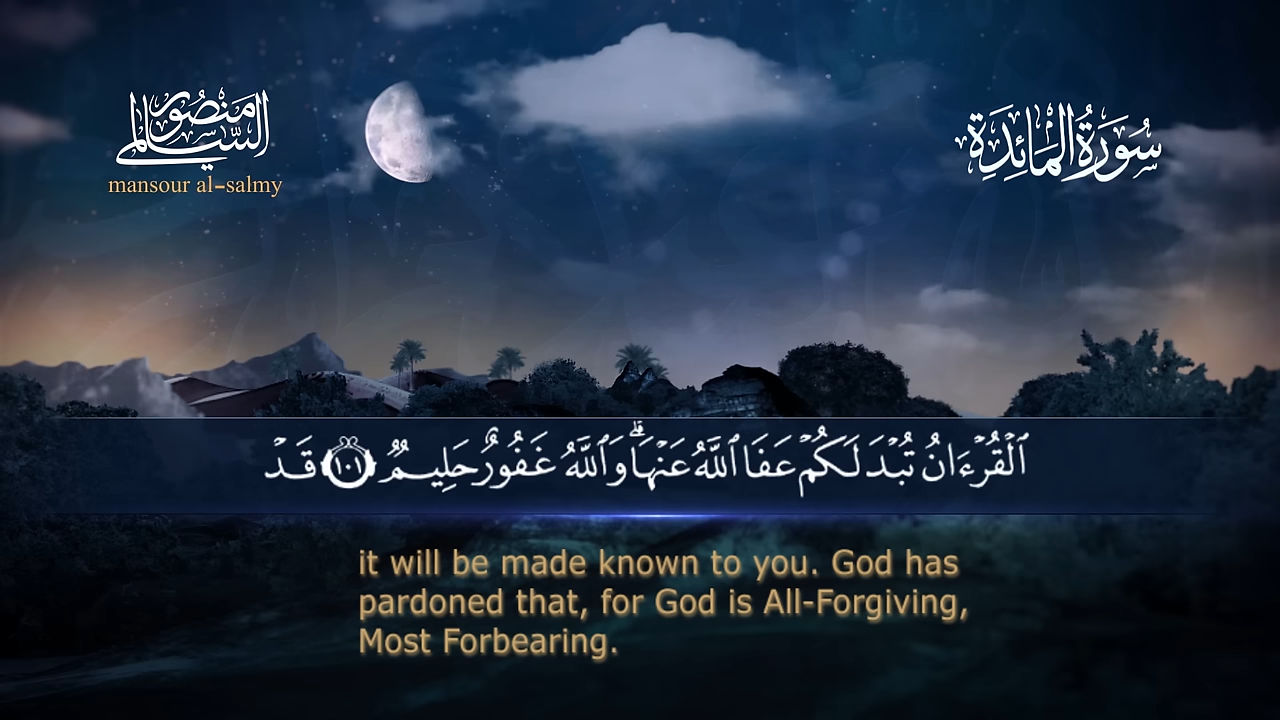 منصور السالمي
mansour al-salmy
سُورَةُ المَائِدَةِ
ٱلْقُرْءَانُ تُبْدَ لَكُمْ عَفَا ٱللَّهُ عَنْهَا ۗ وَٱللَّهُ غَفُورٌ حَلِيمٌ ١٠١ قَدْ
it will be made known to you. God has
pardoned that, for God is All-Forgiving,
Most Forbearing.